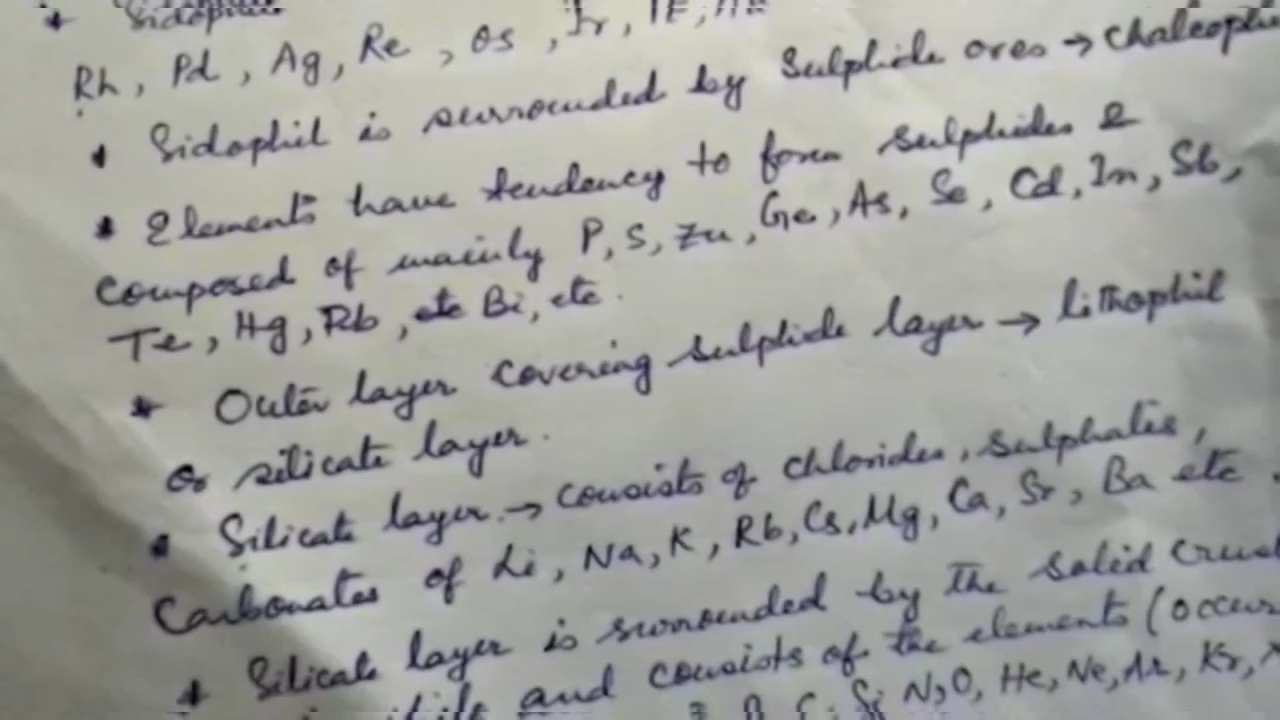 * Sidophil
Rh, Pd, Ag, Re, Os, Ir,
* Sidophil is surrounded by Sulphide ores → Chalcophil
* Elements have tendency to form sulphides &
composed of mainly P, S, Zn, Ge, As, Se, Cd, In, Sb,
Te, Hg, Pb, etc Bi, etc.
* Outer layer covering sulphide layer → lithophil
or silicate layer.
* Silicate layer. → consists of chlorides, sulphates,
Carbonates of Li, Na, K, Rb, Cs, Mg, Ca, Sr, Ba etc.
* Silicate layer is surrounded by the solid crust
and consists of the elements (occur
C, Si N, O, He, Ne, Ar, Kr,